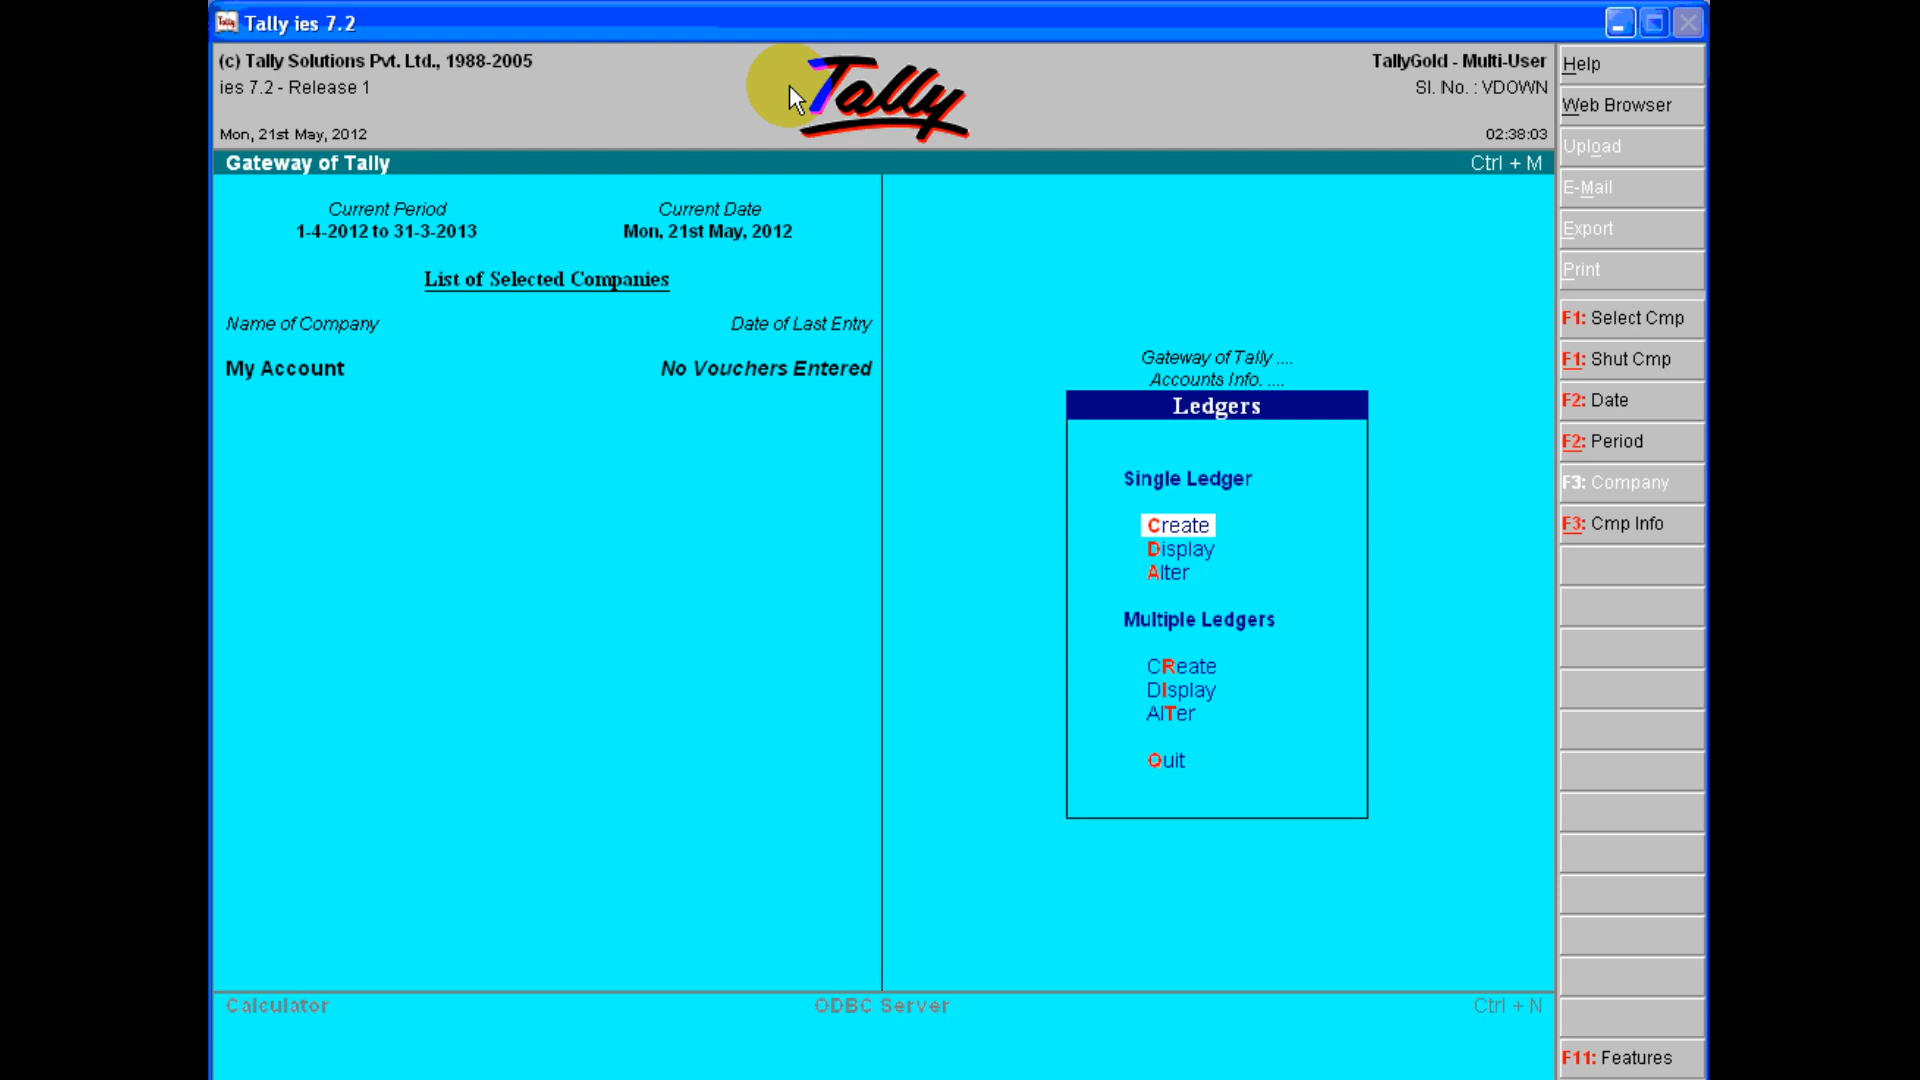 Tally ies 7.2
(c) Tally Solutions Pvt. Ltd., 1988-2005
ies 7.2 - Release 1
Mon, 21st May, 2012
Tally
TallyGold - Multi-User
Sl. No. : VDOWN
02:38:03
Gateway of Tally
Ctrl + M
Current Period
1-4-2012 to 31-3-2013
Current Date
Mon, 21st May, 2012
List of Selected Companies
Name of Company
Date of Last Entry
My Account
No Vouchers Entered
Gateway of Tally ....
Accounts Info. ....
Ledgers
Single Ledger
Create
Display
Alter
Multiple Ledgers
CReate
DIsplay
AlTer
Quit
Calculator
ODBC Server
Ctrl + N
Help
Web Browser
Upload
E-Mail
Export
Print
F1: Select Cmp
F1: Shut Cmp
F2: Date
F2: Period
F3: Company
F3: Cmp Info
F11: Features